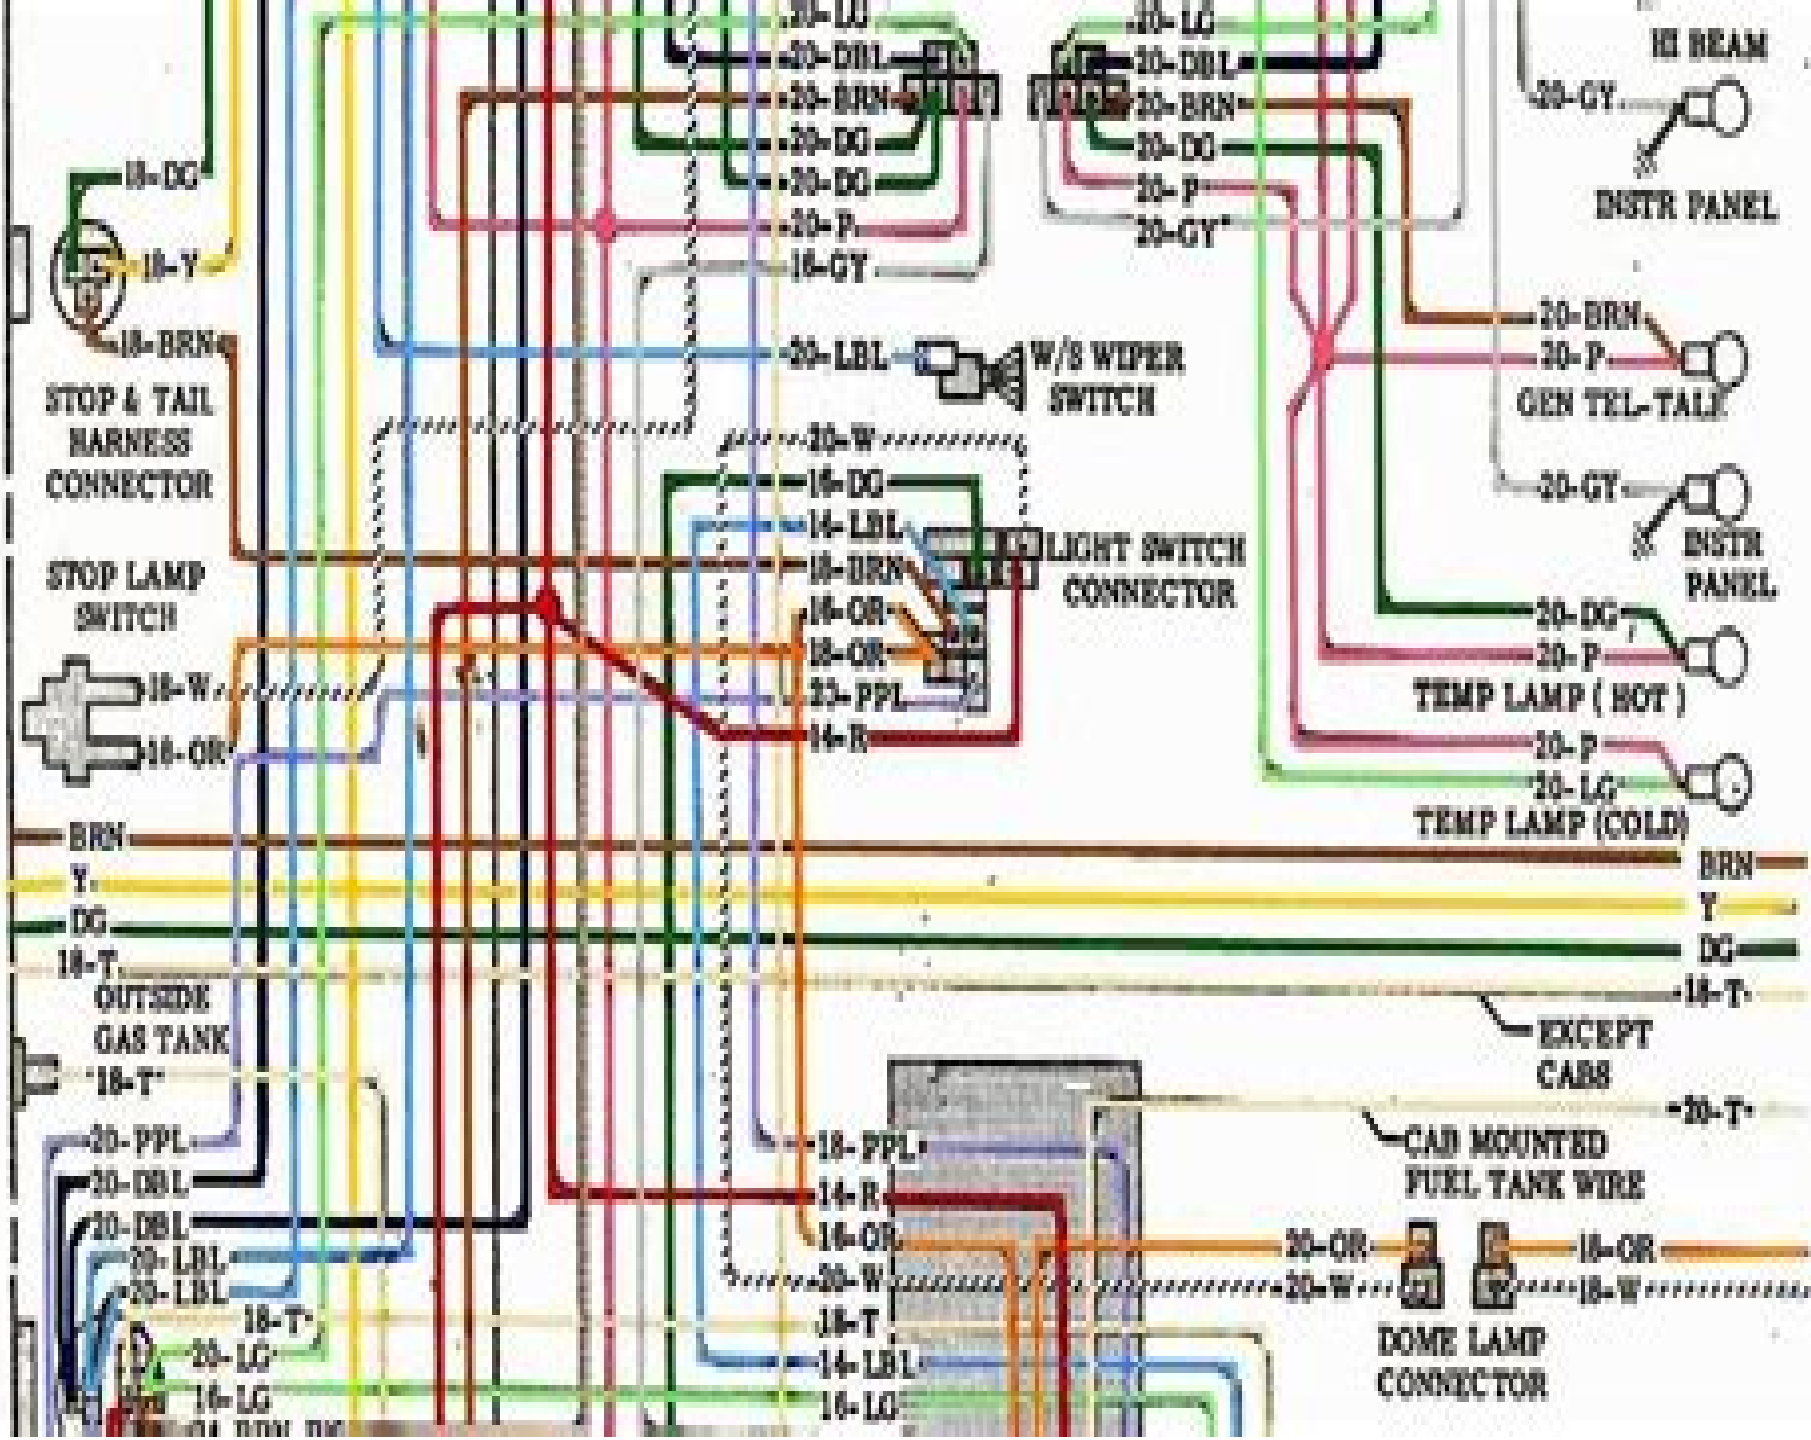 20-LG
20-DBL
20-BRN
20-DG
20-DG
20-P
16-GY
20-LG
20-DBL
20-BRN
20-DG
20-P
20-GY
HI BEAM
20-GY
INSTR PANEL
18-DG
18-Y
18-BRN
STOP & TAIL
HARNESS
CONNECTOR
20-LBL
W/S WIPER
SWITCH
20-BRN
20-P
GEN TEL-TALE
20-GY
INSTR
PANEL
20-W
16-DG
14-LBL
18-BRN
16-OR
18-OR
14-R
LIGHT SWITCH
CONNECTOR
STOP LAMP
SWITCH
18-W
20-DG
20-P
TEMP LAMP (HOT)
20-P
20-LG
TEMP LAMP (COLD)
BRN
Y
DG
18-T
BRN
Y
DG
18-T
OUTSIDE
GAS TANK
18-T
EXCEPT
CABS
20-T
CAB MOUNTED
FUEL TANK WIRE
20-PPL
20-DBL
20-DBL
20-LBL
20-LBL
18-T
20-LG
16-LG
18-PPL
14-R
16-OR
20-W
18-T
14-LBL
16-LG
20-OR
20-W
18-OR
18-W
DOME LAMP
CONNECTOR